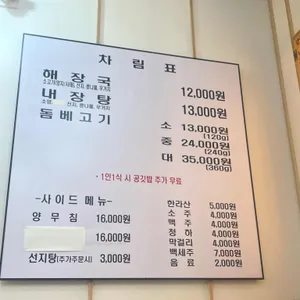 차림표
해장국 12,000원
내장탕 13,000원
돔베고기
소 13,000원
(120g)
중 24,000원
(240g)
대 35,000원
(360g)
- 1인1식 시 공깃밥 추가 무료
-사이드 메뉴-
양무침 16,000원
16,000원
선지탕(추가주문시) 3,000원
한라산 5,000원
소주 4,000원
맥주 4,000원
청하 4,000원
막걸리 4,000원
백세주 7,000원
음료 2,000원